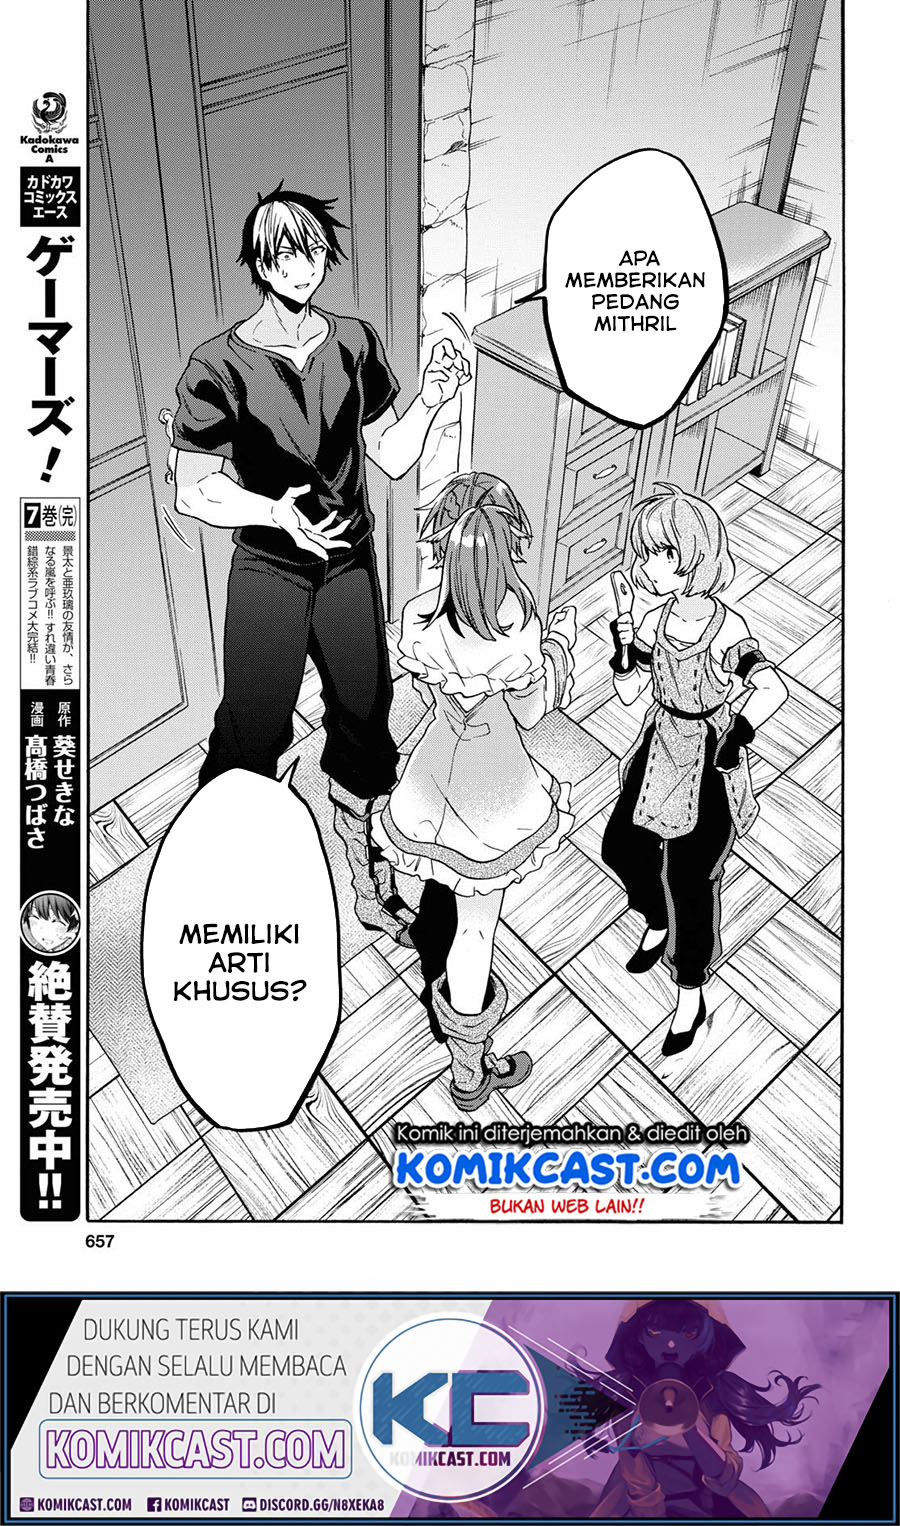 Kadokawa
Comics
A
カドカワ
コミックス
エース
ゲーマーズ!
7巻(完)
景太と亜玖璃の友情が、さら
なる嵐を呼ぶ!! すれ違い青春
錯綜系ラブコメ大完結!!
原作 葵せきな
漫画 髙橋つばさ
絶賛発売中!!
APA
MEMBERIKAN
PEDANG
MITHRIL
MEMILIKI
ARTI
KHUSUS?
Komik ini diterjemahkan & diedit oleh
KOMIKCAST.COM
BUKAN WEB LAIN!!
657
DUKUNG TERUS KAMI
DENGAN SELALU MEMBACA
DAN BERKOMENTAR DI
KOMIKCAST.COM
KC
KOMIKCAST.COM
KOMIKCAST.COM
KOMIKCAST
DISCORD.GG/N8XEKA8